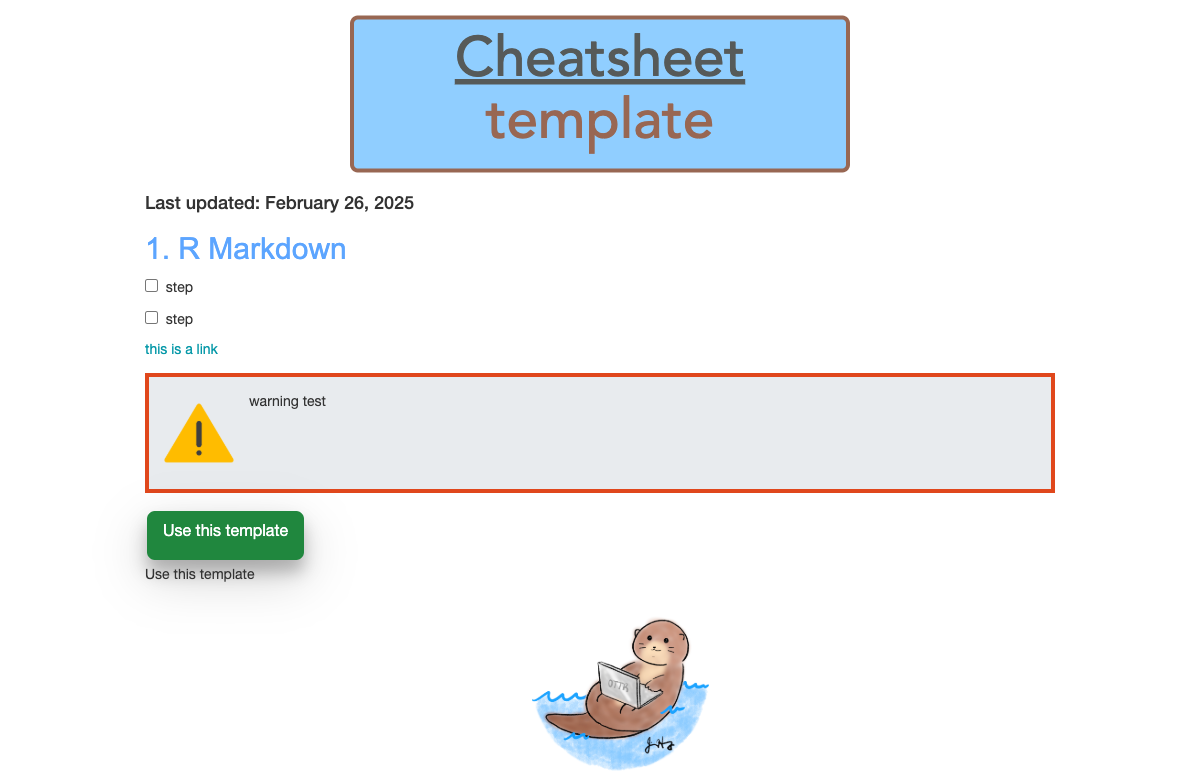 Cheatsheet
template
Last updated: February 26, 2025
1. R Markdown
step
step
this is a link
warning test
Use this template
Use this template
OTTR